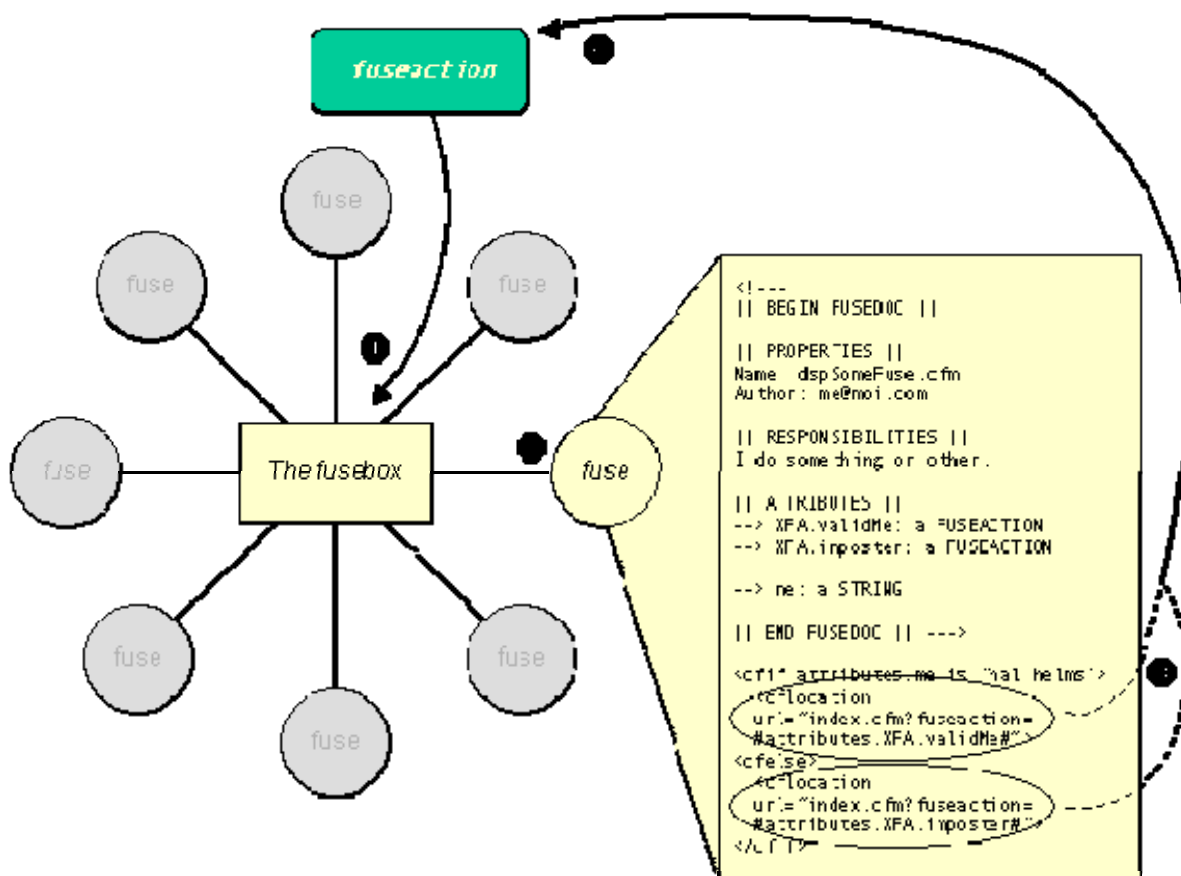 fuseaction
fuse
fuse
fuse
fuse
The fusebox
fuse
fuse
fuse
fuse
<!---
|| BEGIN FUSEDOC ||
|| PROPERTIES ||
Name: dspSomeFuse.cfm
Author: me@moi.com
|| RESPONSIBILITIES ||
I do something or other.
|| ATTRIBUTES ||
--> XFA.validMe: a FUSEACTION
--> XFA.imposter: a FUSEACTION
--> me: a STRING
|| END FUSEDOC || --->
<cfif attributes.me is "hal helms">
<cflocation
url="index.cfm?fuseaction=
#attributes.XFA.validMe#">
<cfelse>
<cflocation
url="index.cfm?fuseaction=
#attributes.XFA.imposter#">
</cfif>